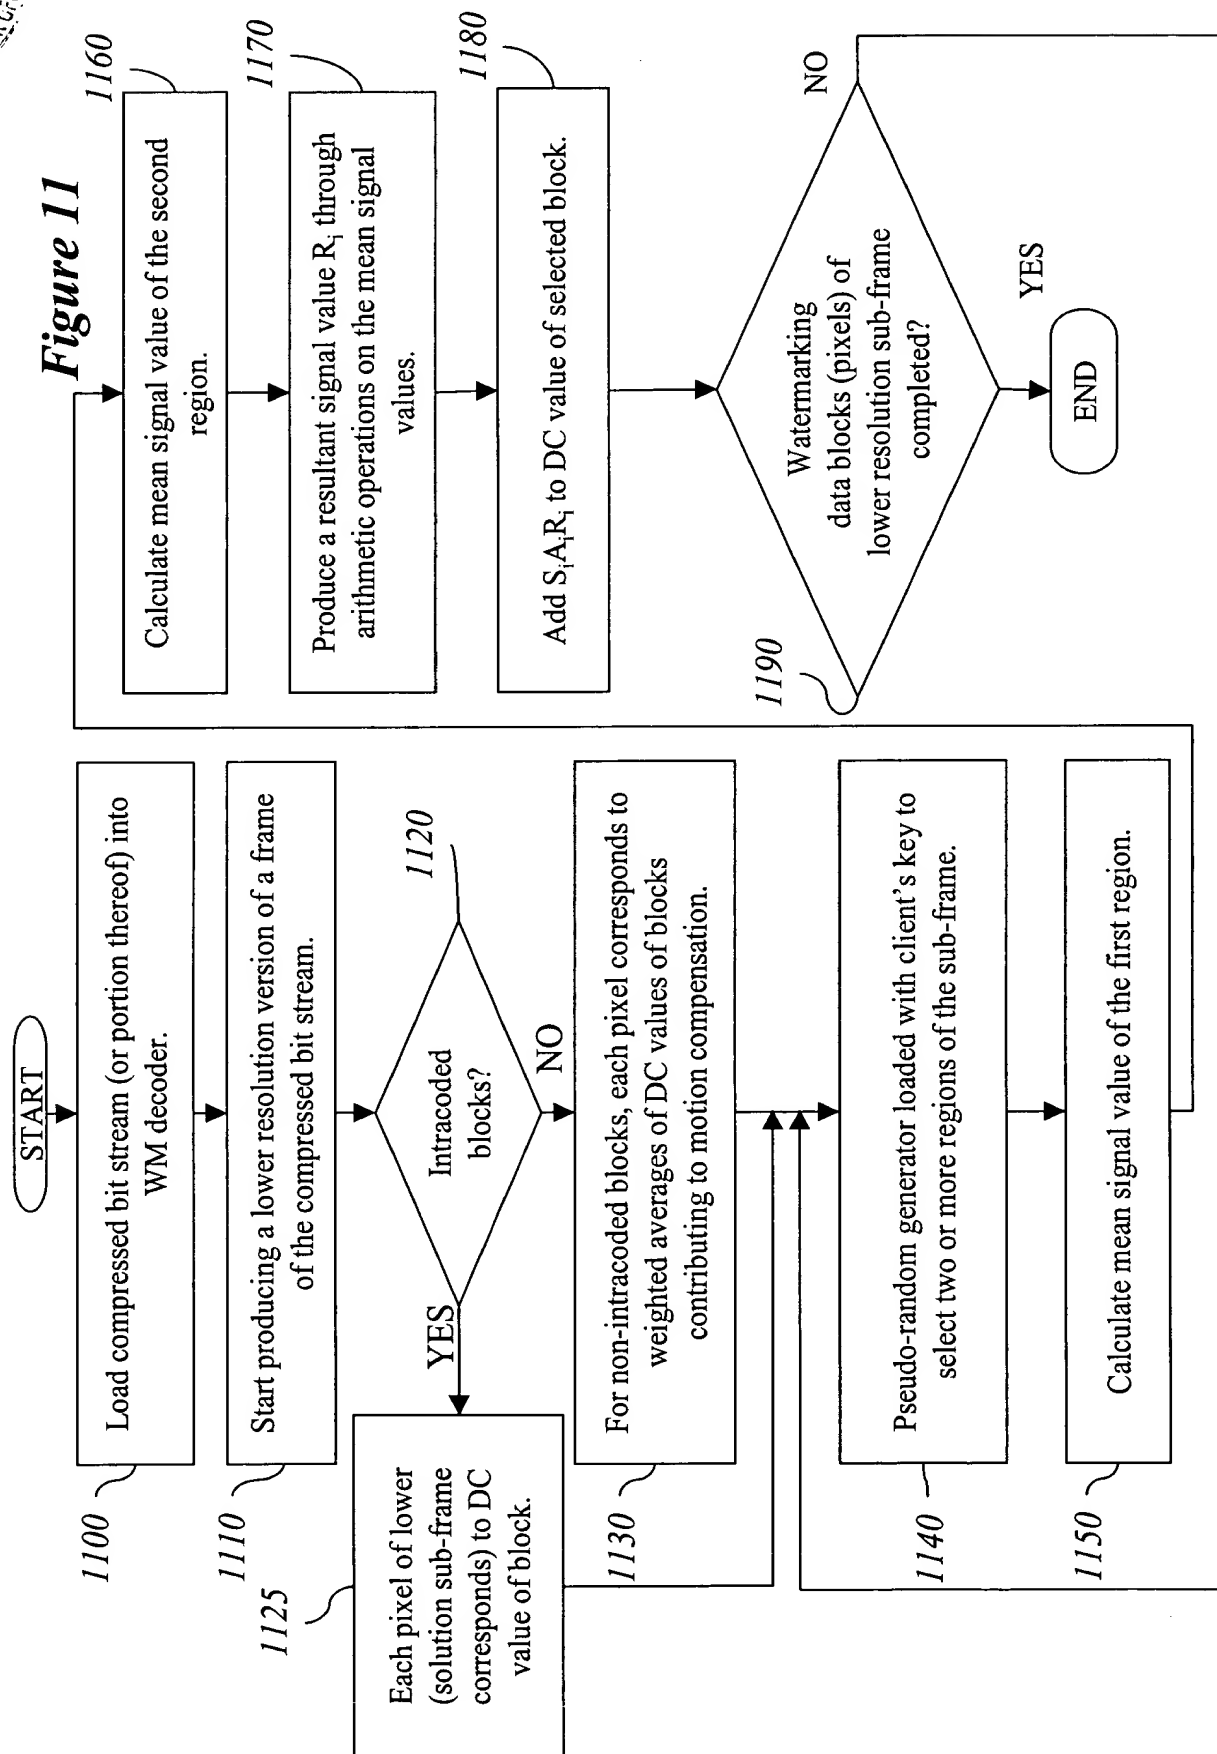 Figure 11
START
Load compressed bit stream (or portion thereof) into
WM decoder.
1100
Start producing a lower resolution version of a frame
of the compressed bit stream.
1110
Intracoded
blocks?
1120
YES
NO
Each pixel of lower
(solution sub-frame
corresponds) to DC
value of block.
1125
For non-intracoded blocks, each pixel corresponds to
weighted averages of DC values of blocks
contributing to motion compensation.
1130
Pseudo-random generator loaded with client's key to
select two or more regions of the sub-frame.
1140
Calculate mean signal value of the first region.
1150
1160
Calculate mean signal value of the second
region.
1170
Produce a resultant signal value Ri through
arithmetic operations on the mean signal
values.
1180
Add SiAiRi to DC value of selected block.
1190
Watermarking
data blocks (pixels) of
lower resolution sub-frame
completed?
NO
YES
END